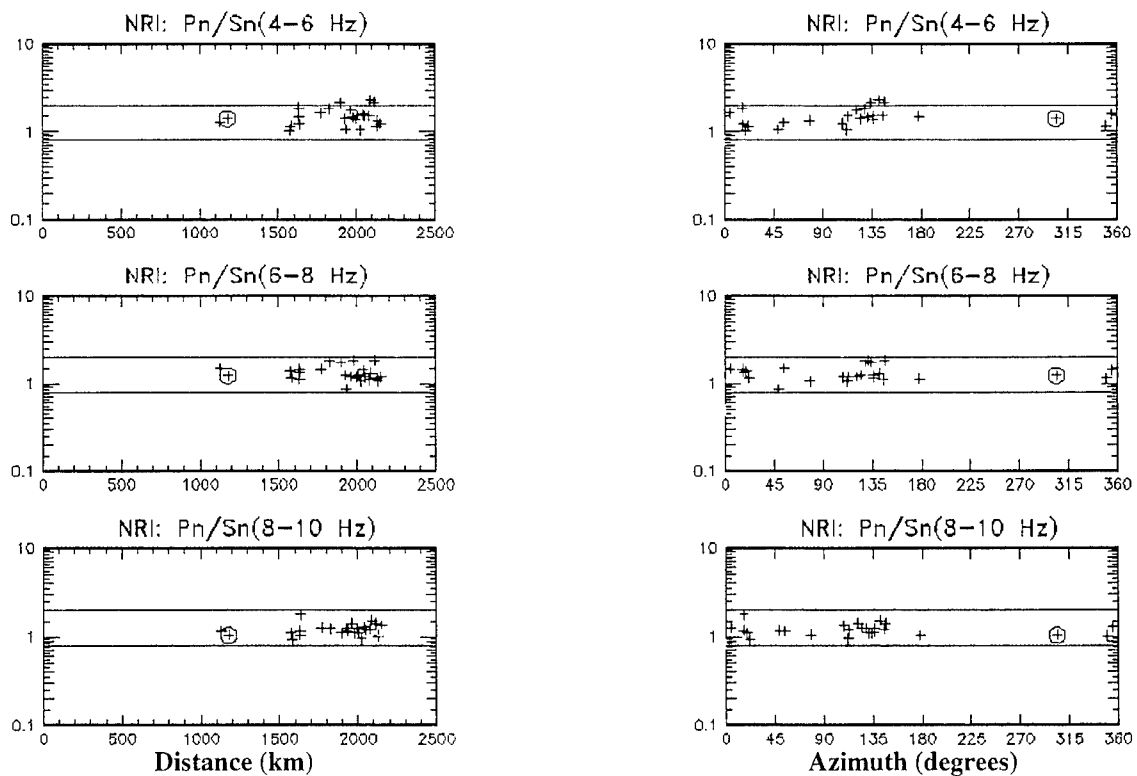 NRI: Pn/Sn(4-6 Hz)
10
1
0.1
0 500 1000 1500 2000 2500
NRI: Pn/Sn(4-6 Hz)
10
1
0.1
0 45 90 135 180 225 270 315 360
NRI: Pn/Sn(6-8 Hz)
10
1
0.1
0 500 1000 1500 2000 2500
NRI: Pn/Sn(6-8 Hz)
10
1
0.1
0 45 90 135 180 225 270 315 360
NRI: Pn/Sn(8-10 Hz)
10
1
0.1
0 500 1000 1500 2000 2500
Distance (km)
NRI: Pn/Sn(8-10 Hz)
10
1
0.1
0 45 90 135 180 225 270 315 360
Azimuth (degrees)